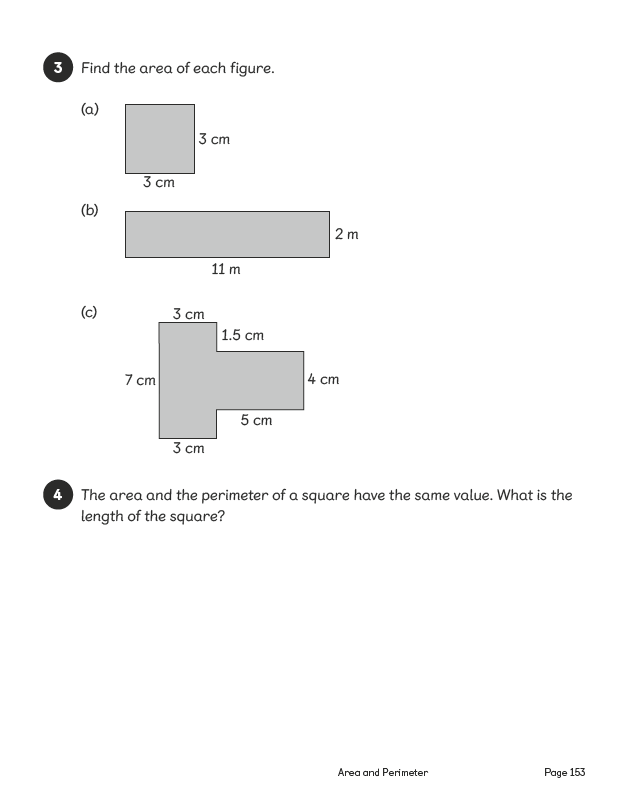 3 Find the area of each figure.
(a)
3 cm
3 cm
(b)
2 m
11 m
(c)
3 cm
1.5 cm
7 cm
4 cm
5 cm
3 cm
4 The area and the perimeter of a square have the same value. What is the
length of the square?
Area and Perimeter Page 153